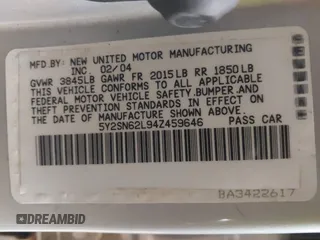 MFD. BY: NEW UNITED MOTOR MANUFACTURING
INC. 02/04
GVWR 3845LB GAWR FR 2015LB RR 1850LB
THIS VEHICLE CONFORMS TO ALL APPLICABLE
FEDERAL MOTOR VEHICLE SAFETY,BUMPER,AND
THEFT PREVENTION STANDARDS IN EFFECT ON
THE DATE OF MANUFACTURE SHOWN ABOVE.
5Y2SN62L94Z459646 PASS CAR
BA3422617
DREAMBID